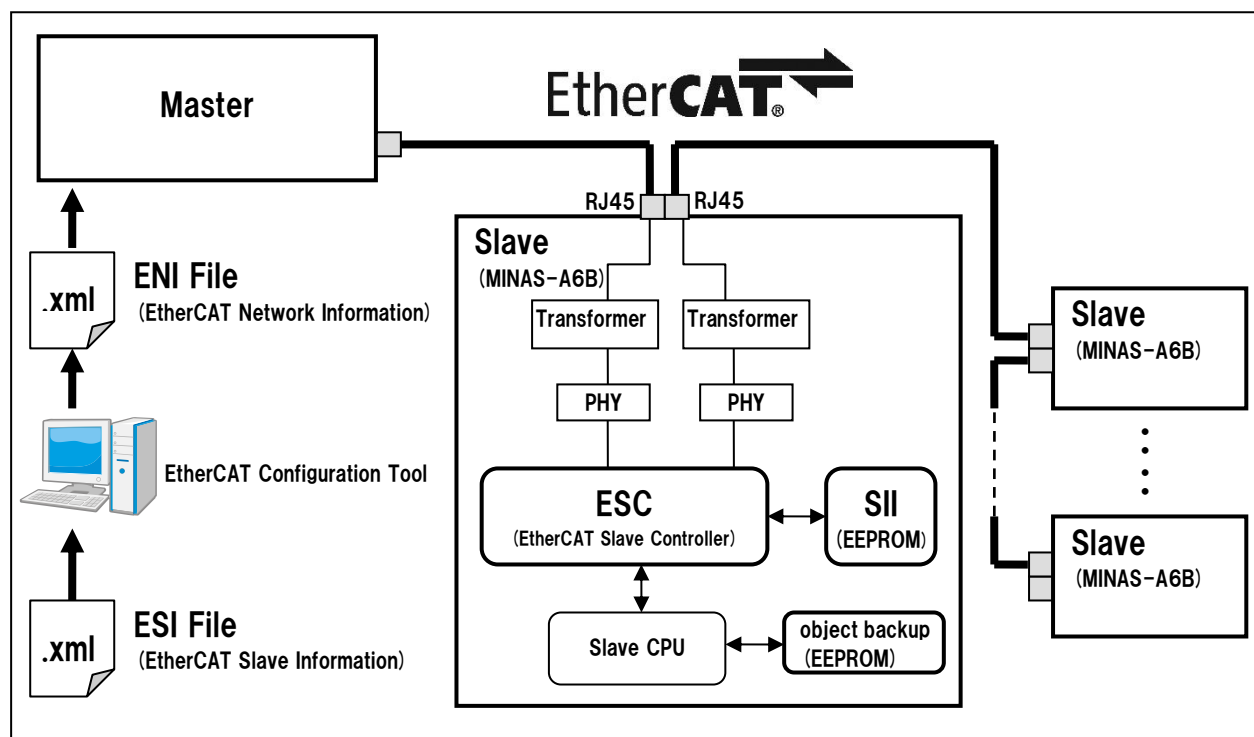 Master
EtherCAT®
RJ45
RJ45
.xml
ENI File
(EtherCAT Network Information)
EtherCAT Configuration Tool
.xml
ESI File
(EtherCAT Slave Information)
Slave
(MINAS-A6B)
Transformer
Transformer
PHY
PHY
ESC
(EtherCAT Slave Controller)
SII
(EEPROM)
Slave CPU
object backup
(EEPROM)
Slave
(MINAS-A6B)
Slave
(MINAS-A6B)